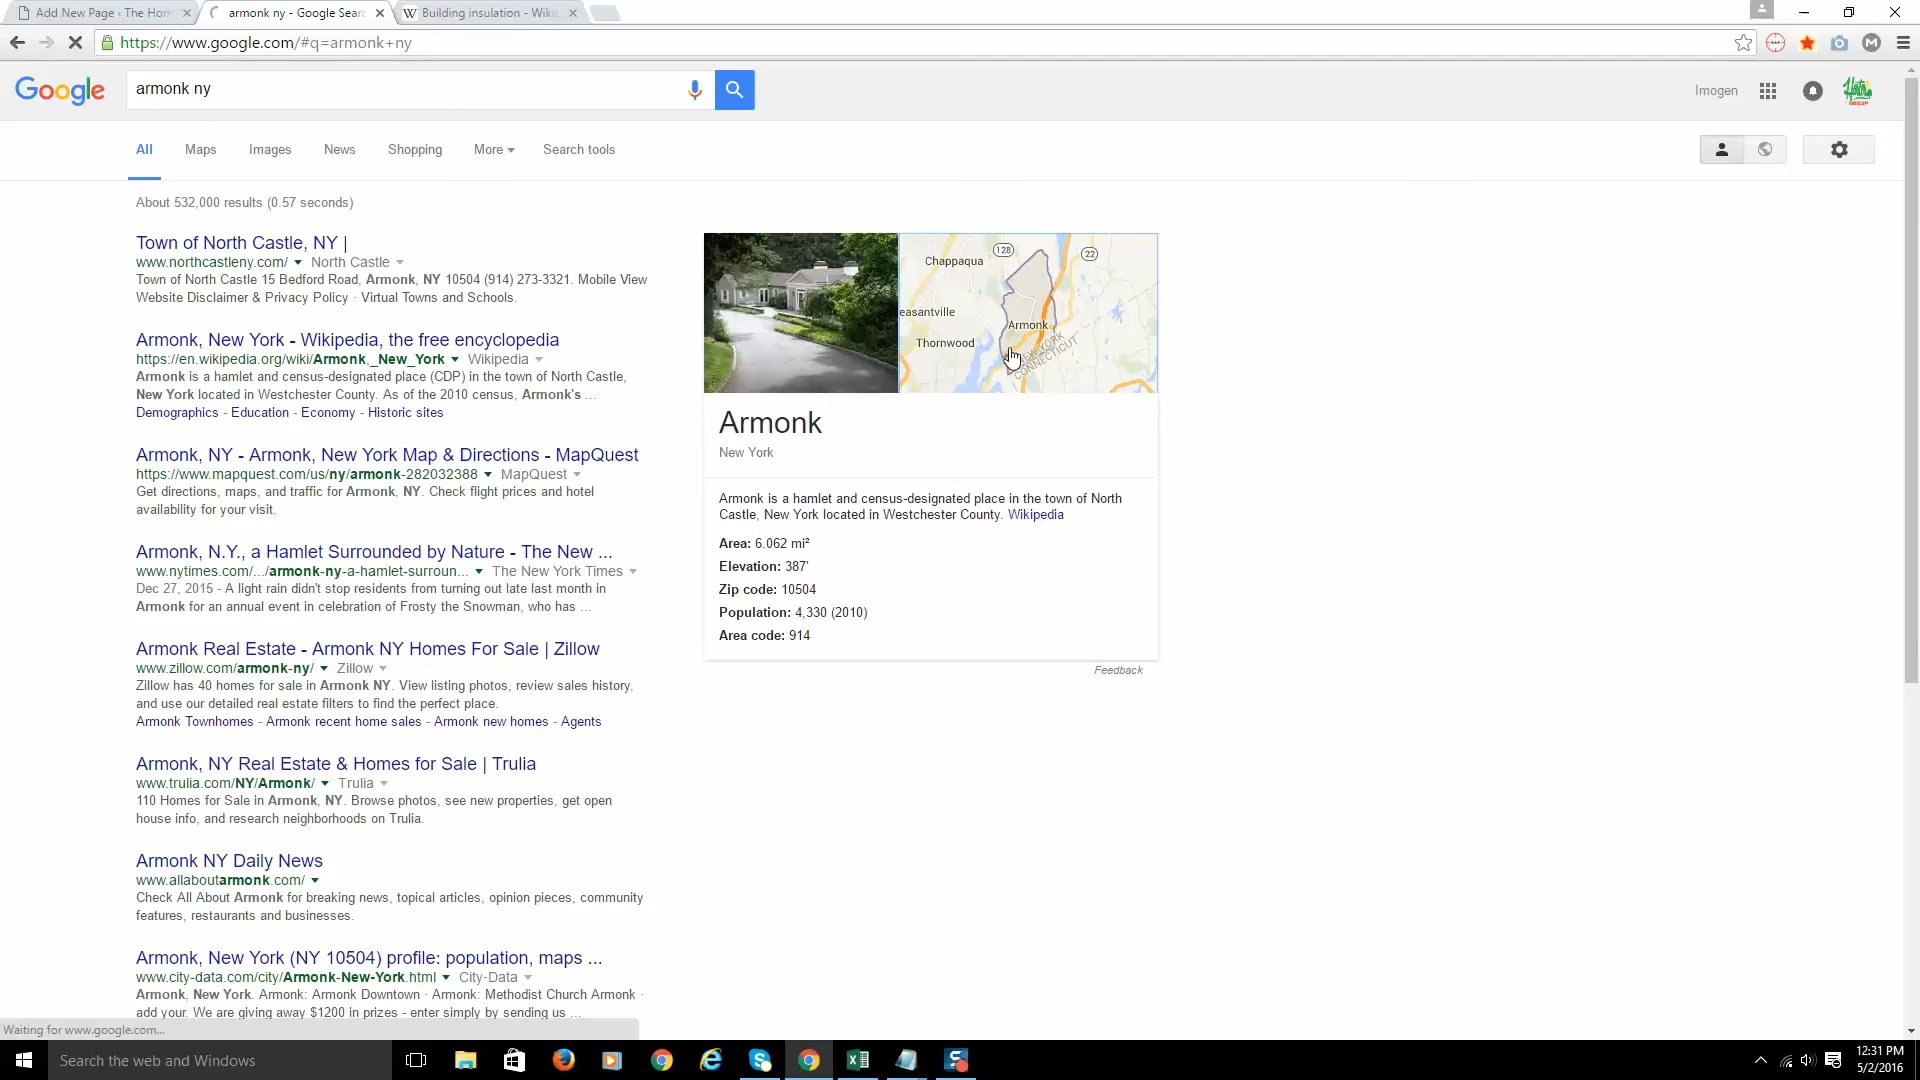 Add New Page ‹ The Hom
armonk ny - Google Sear
W Building insulation - Wiki
https://www.google.com/#q=armonk+ny
Google
armonk ny
Imogen
All Maps Images News Shopping More Search tools
About 532,000 results (0.57 seconds)
Town of North Castle, NY |
www.northcastleny.com/ North Castle
Town of North Castle 15 Bedford Road, Armonk, NY 10504 (914) 273-3321. Mobile View
Website Disclaimer & Privacy Policy · Virtual Towns and Schools.
Armonk, New York - Wikipedia, the free encyclopedia
https://en.wikipedia.org/wiki/Armonk,_New_York Wikipedia
Armonk is a hamlet and census-designated place (CDP) in the town of North Castle,
New York located in Westchester County. As of the 2010 census, Armonk's ...
Demographics - Education - Economy - Historic sites
Armonk, NY - Armonk, New York Map & Directions - MapQuest
https://www.mapquest.com/us/ny/armonk-282032388 MapQuest
Get directions, maps, and traffic for Armonk, NY. Check flight prices and hotel
availability for your visit.
Armonk, N.Y., a Hamlet Surrounded by Nature - The New ...
www.nytimes.com/.../armonk-ny-a-hamlet-surroun... The New York Times
Dec 27, 2015 - A light rain didn't stop residents from turning out late last month in
Armonk for an annual event in celebration of Frosty the Snowman, who has ...
Armonk Real Estate - Armonk NY Homes For Sale | Zillow
www.zillow.com/armonk-ny/ Zillow
Zillow has 40 homes for sale in Armonk NY. View listing photos, review sales history,
and use our detailed real estate filters to find the perfect place.
Armonk Townhomes - Armonk recent home sales - Armonk new homes - Agents
Armonk, NY Real Estate & Homes for Sale | Trulia
www.trulia.com/NY/Armonk/ Trulia
110 Homes for Sale in Armonk, NY. Browse photos, see new properties, get open
house info, and research neighborhoods on Trulia.
Armonk NY Daily News
www.allaboutarmonk.com/
Check All About Armonk for breaking news, topical articles, opinion pieces, community
features, restaurants and businesses.
Armonk, New York (NY 10504) profile: population, maps ...
www.city-data.com/city/Armonk-New-York.html City-Data
Armonk, New York. Armonk: Armonk Downtown · Armonk: Methodist Church Armonk ·
add your. We are giving away $1200 in prizes - enter simply by sending us ...
128
22
Chappaqua
easantville
Armonk
Thornwood
NEW YORK
CONNECTICUT
Armonk
New York
Armonk is a hamlet and census-designated place in the town of North
Castle, New York located in Westchester County. Wikipedia
Area: 6.062 mi²
Elevation: 387'
Zip code: 10504
Population: 4,330 (2010)
Area code: 914
Feedback
Waiting for www.google.com...
Search the web and Windows
12:31 PM
5/2/2016